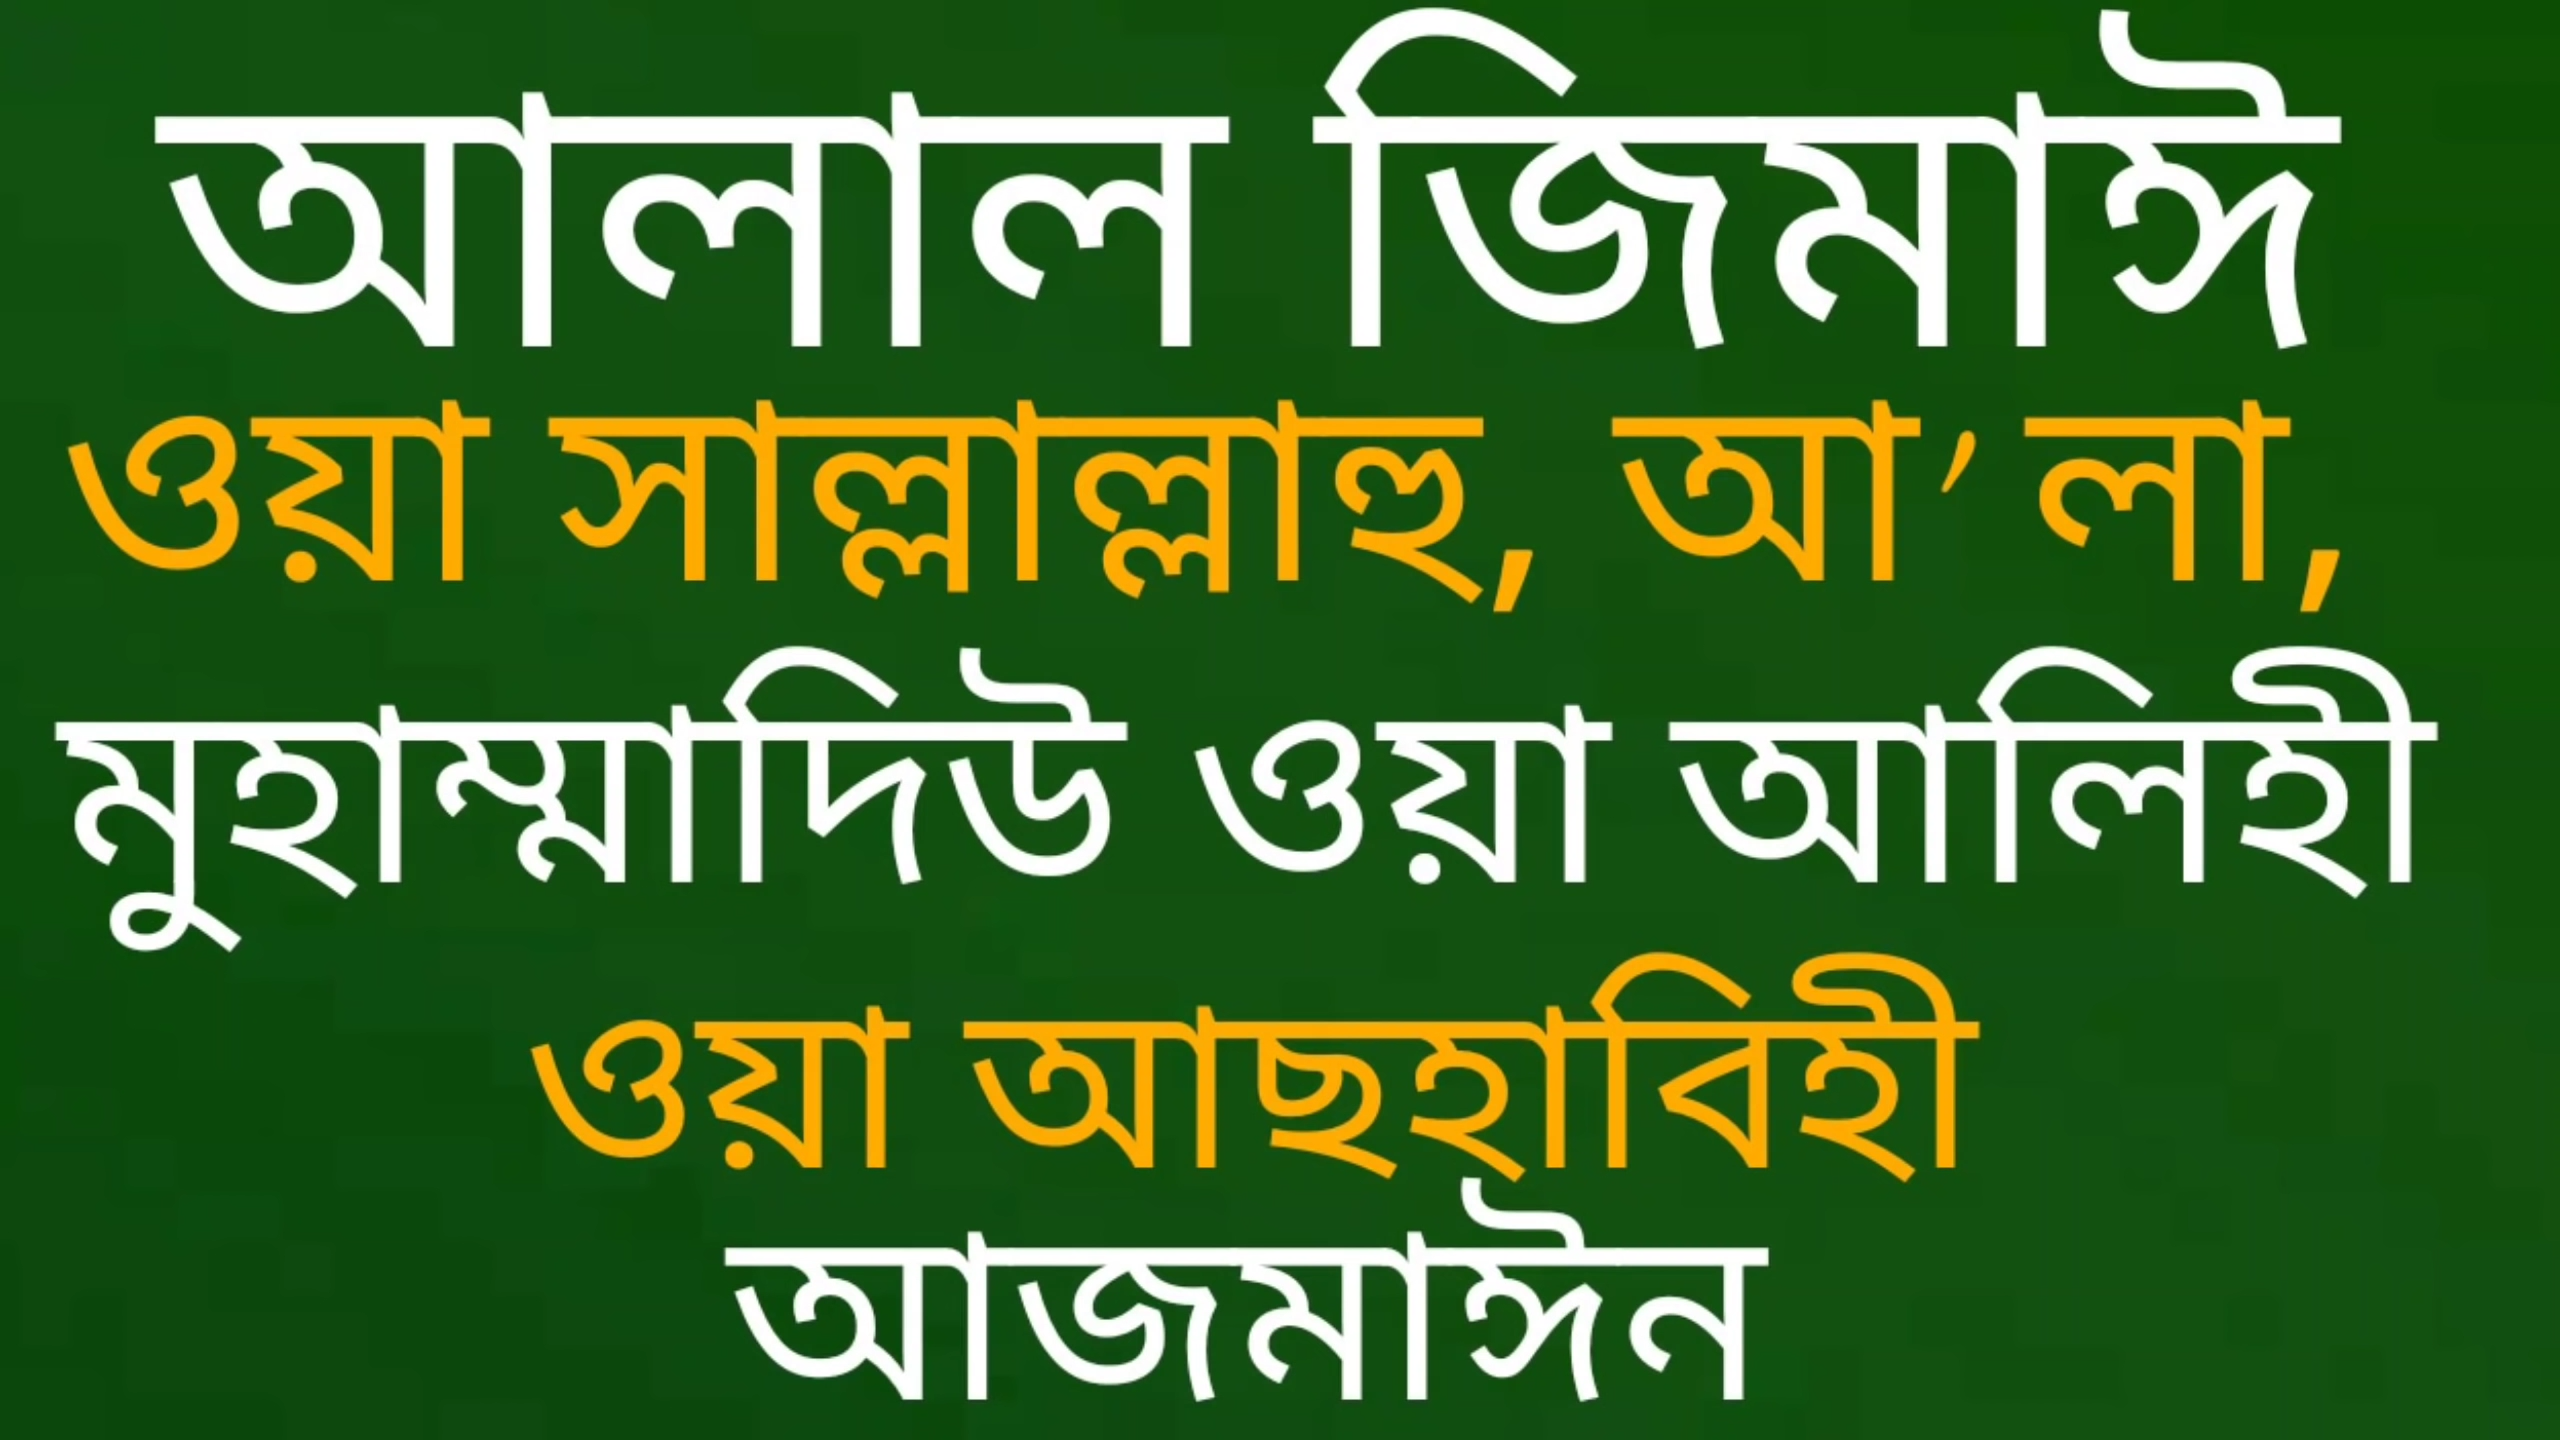 আলাল জিমাঈ
ওয়া সাল্লাল্লাহু, আ’লা,
মুহাম্মাদিউ ওয়া আলিহী
ওয়া আছহাবিহী
আজমাঈন